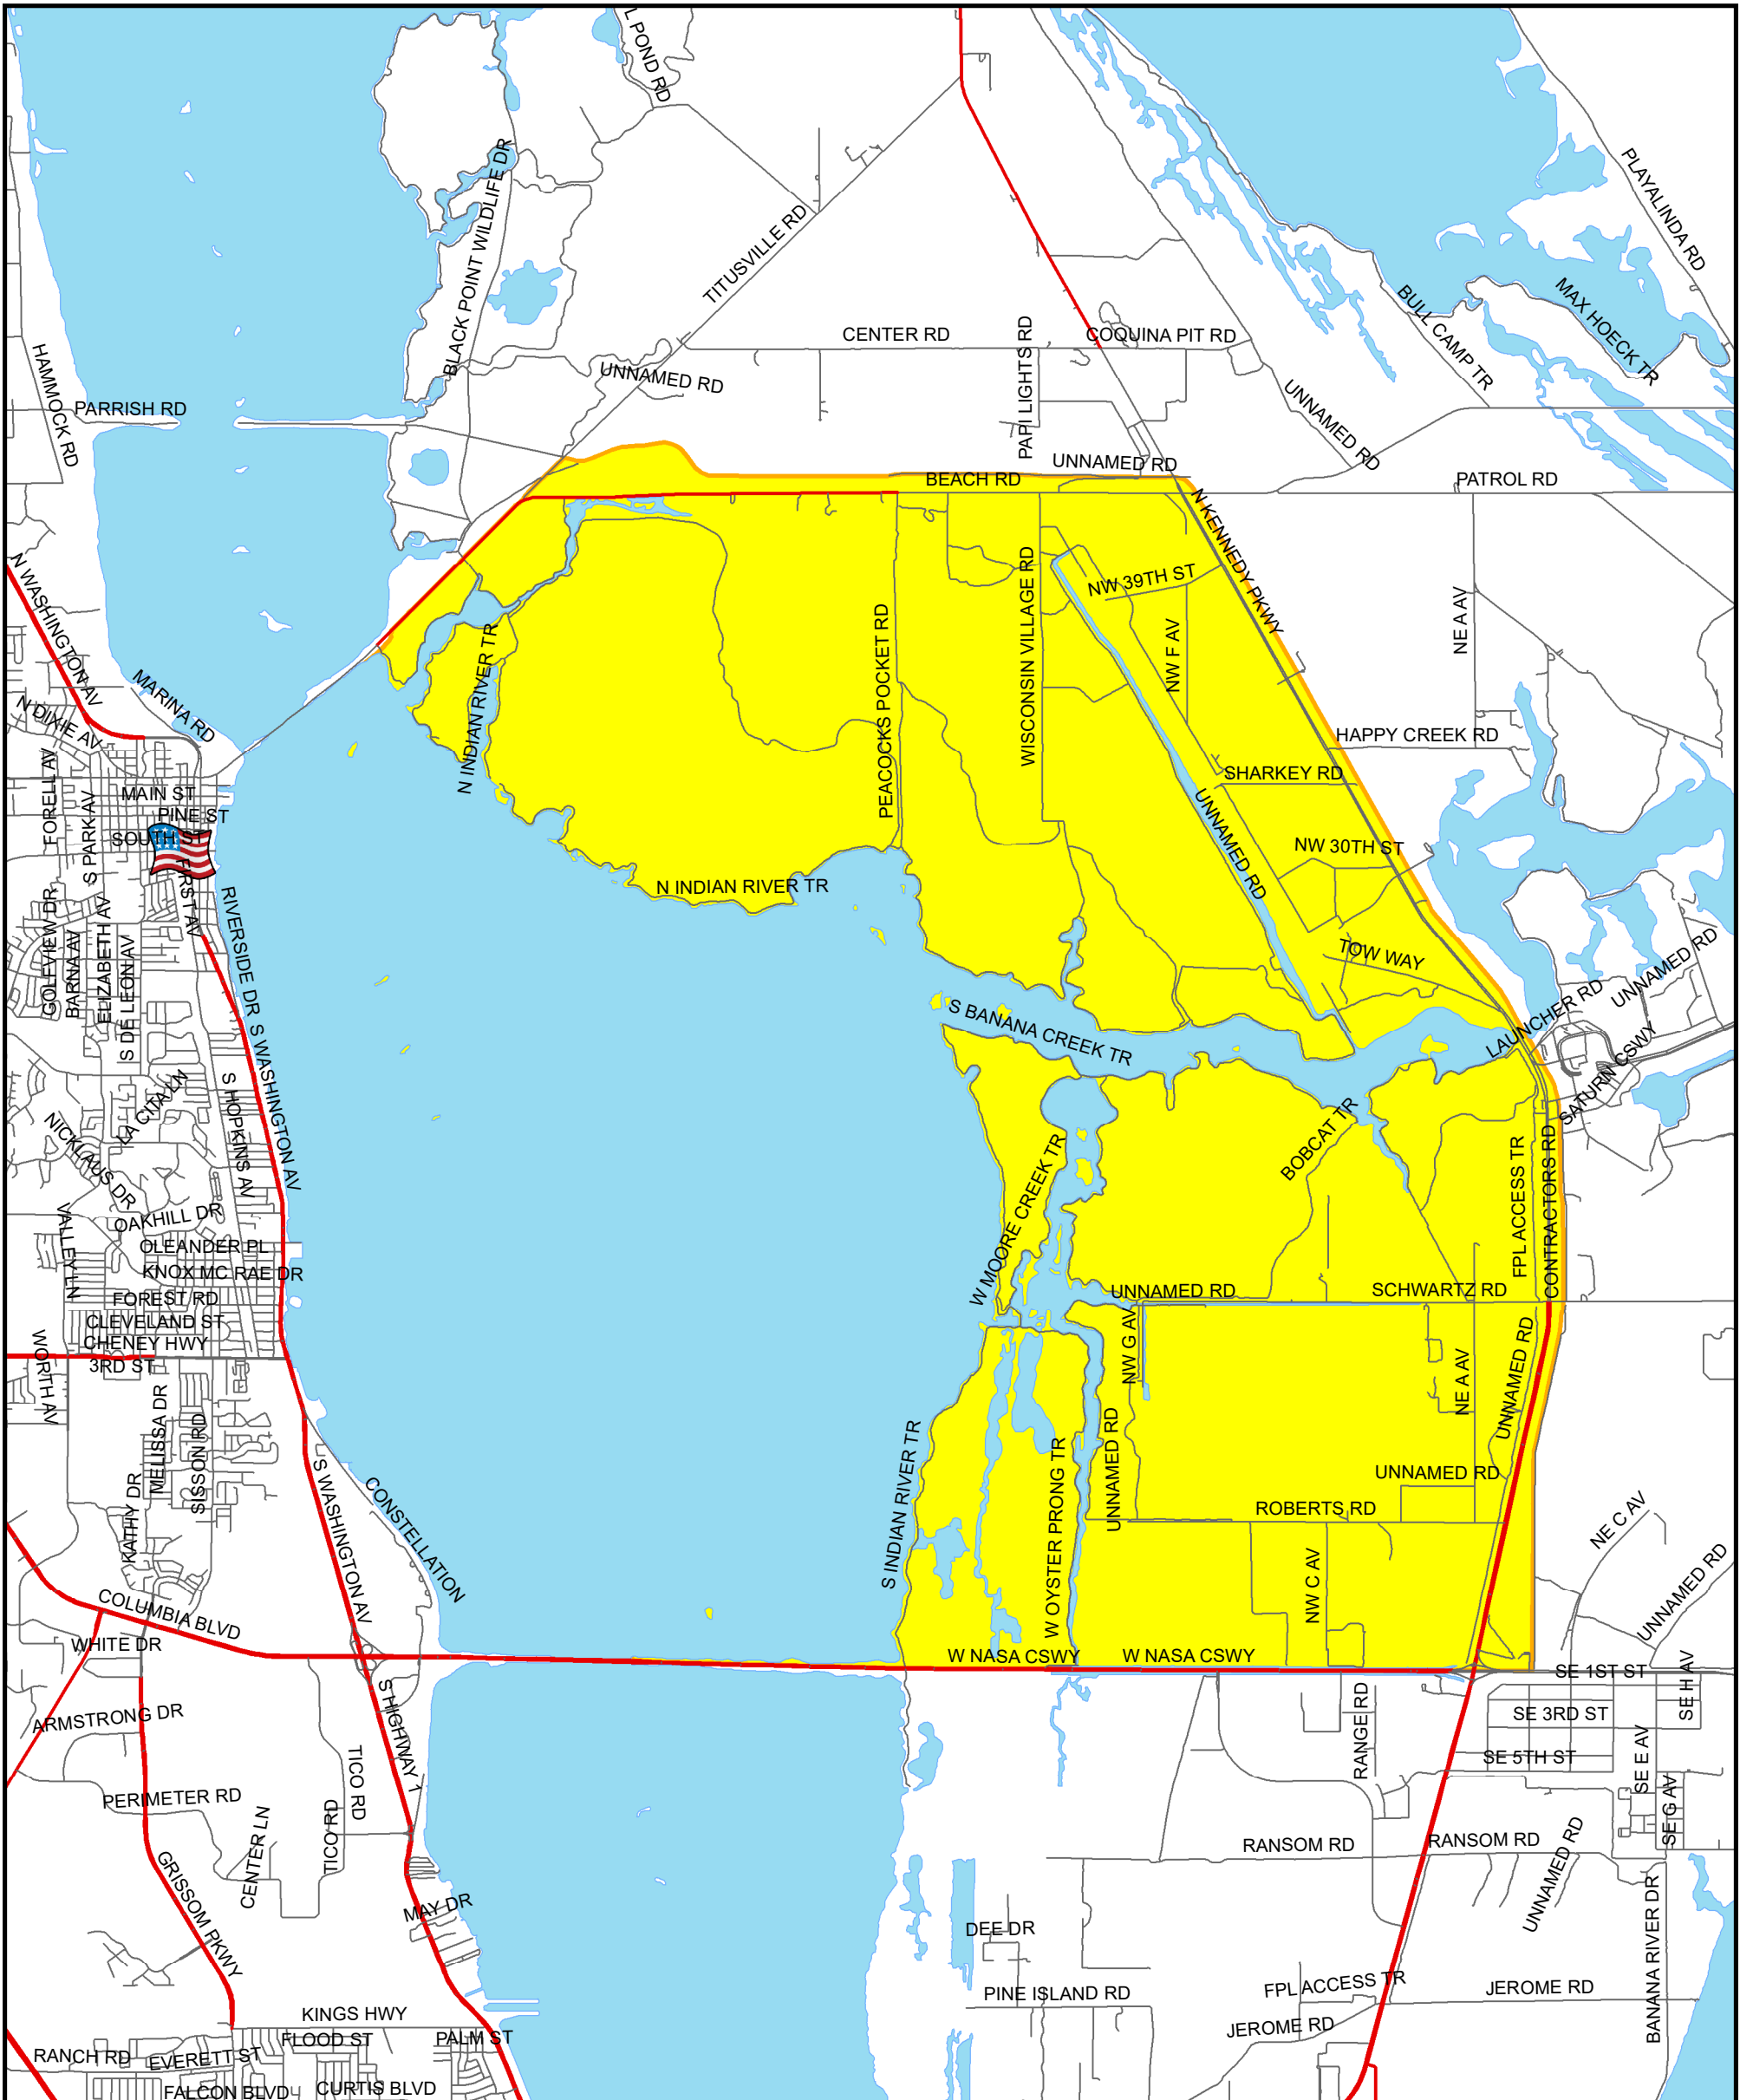 L POND RD
PLAYALINDA RD
BLACK POINT WILDLIFE DR
TITUSVILLE RD
MAX HOECK TR
BULL CAMP TR
CENTER RD
PAPI LIGHTS RD
COQUINA PIT RD
HAMMOCK RD
UNNAMED RD
UNNAMED RD
PARRISH RD
UNNAMED RD
BEACH RD
PATROL RD
N KENNEDY PKWY
N WASHINGTON AV
WISCONSIN VILLAGE RD
NW 39TH ST
NE A AV
PEACOCKS POCKET RD
NW F AV
N INDIAN RIVER TR
MARINA RD
N DIXIE AV
HAPPY CREEK RD
SHARKEY RD
FORELL AV
S PARK AV
MAIN ST
PINE ST
SOUTH ST
UNNAMED RD
NW 30TH ST
FIRST AV
N INDIAN RIVER TR
RIVERSIDE DR
GOLFVIEW DR
BARNA AV
ELIZABETH AV
S DE LEON AV
TOW WAY
UNNAMED RD
LAUNCHER RD
S BANANA CREEK TR
S WASHINGTON AV
SATURN CSWY
LA CITA LN
S HOPKINS AV
NICKLAUS DR
BOBCAT TR
W MOORE CREEK TR
FPL ACCESS TR
CONTRACTORS RD
VALLEY LN
OAKHILL DR
OLEANDER PL
KNOX MC RAE DR
FOREST RD
UNNAMED RD
SCHWARTZ RD
CLEVELAND ST
CHENEY HWY
3RD ST
WORTH AV
NW G AV
NE A AV
UNNAMED RD
MELISSA DR
SISSON RD
KATHY DR
S WASHINGTON AV
CONSTELLATION
S INDIAN RIVER TR
W OYSTER PRONG TR
UNNAMED RD
UNNAMED RD
ROBERTS RD
NE C AV
NW C AV
UNNAMED RD
COLUMBIA BLVD
WHITE DR
W NASA CSWY
W NASA CSWY
SE 1ST ST
SE H AV
S HIGHWAY 1
ARMSTRONG DR
RANGE RD
SE 3RD ST
SE 5TH ST
SE E AV
SE G AV
TICO RD
TICO RD
PERIMETER RD
CENTER LN
RANSOM RD
RANSOM RD
UNNAMED RD
GRISSOM PKWY
MAY DR
DEE DR
BANANA RIVER DR
PINE ISLAND RD
FPL ACCESS TR
JEROME RD
JEROME RD
KINGS HWY
FLOOD ST
PALM ST
RANCH RD
EVERETT ST
FALCON BLVD
CURTIS BLVD